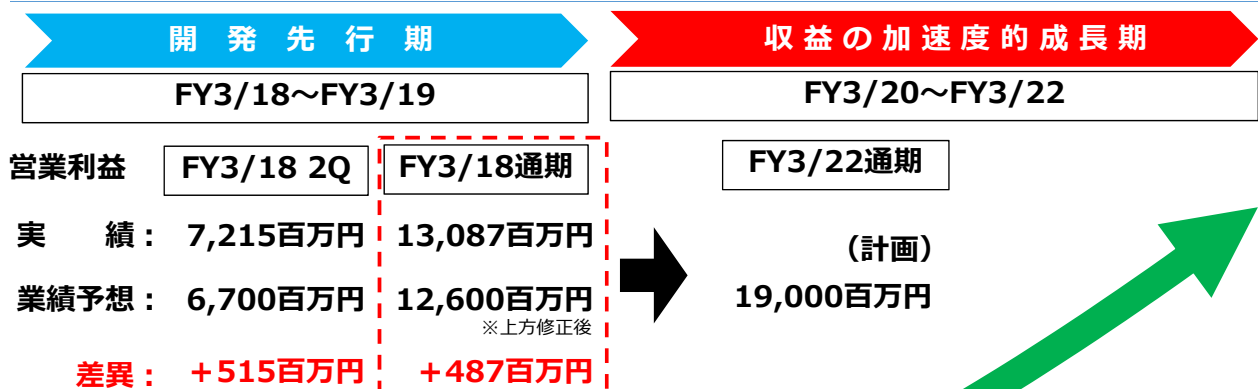 開発先行期 収益の加速度的成長期
FY3/18～FY3/19 FY3/20～FY3/22
営業利益 FY3/18 2Q FY3/18通期 FY3/22通期
実　績： 7,215百万円 13,087百万円 （計画）
業績予想： 6,700百万円 12,600百万円 19,000百万円
※上方修正後
差異： ＋515百万円 ＋487百万円